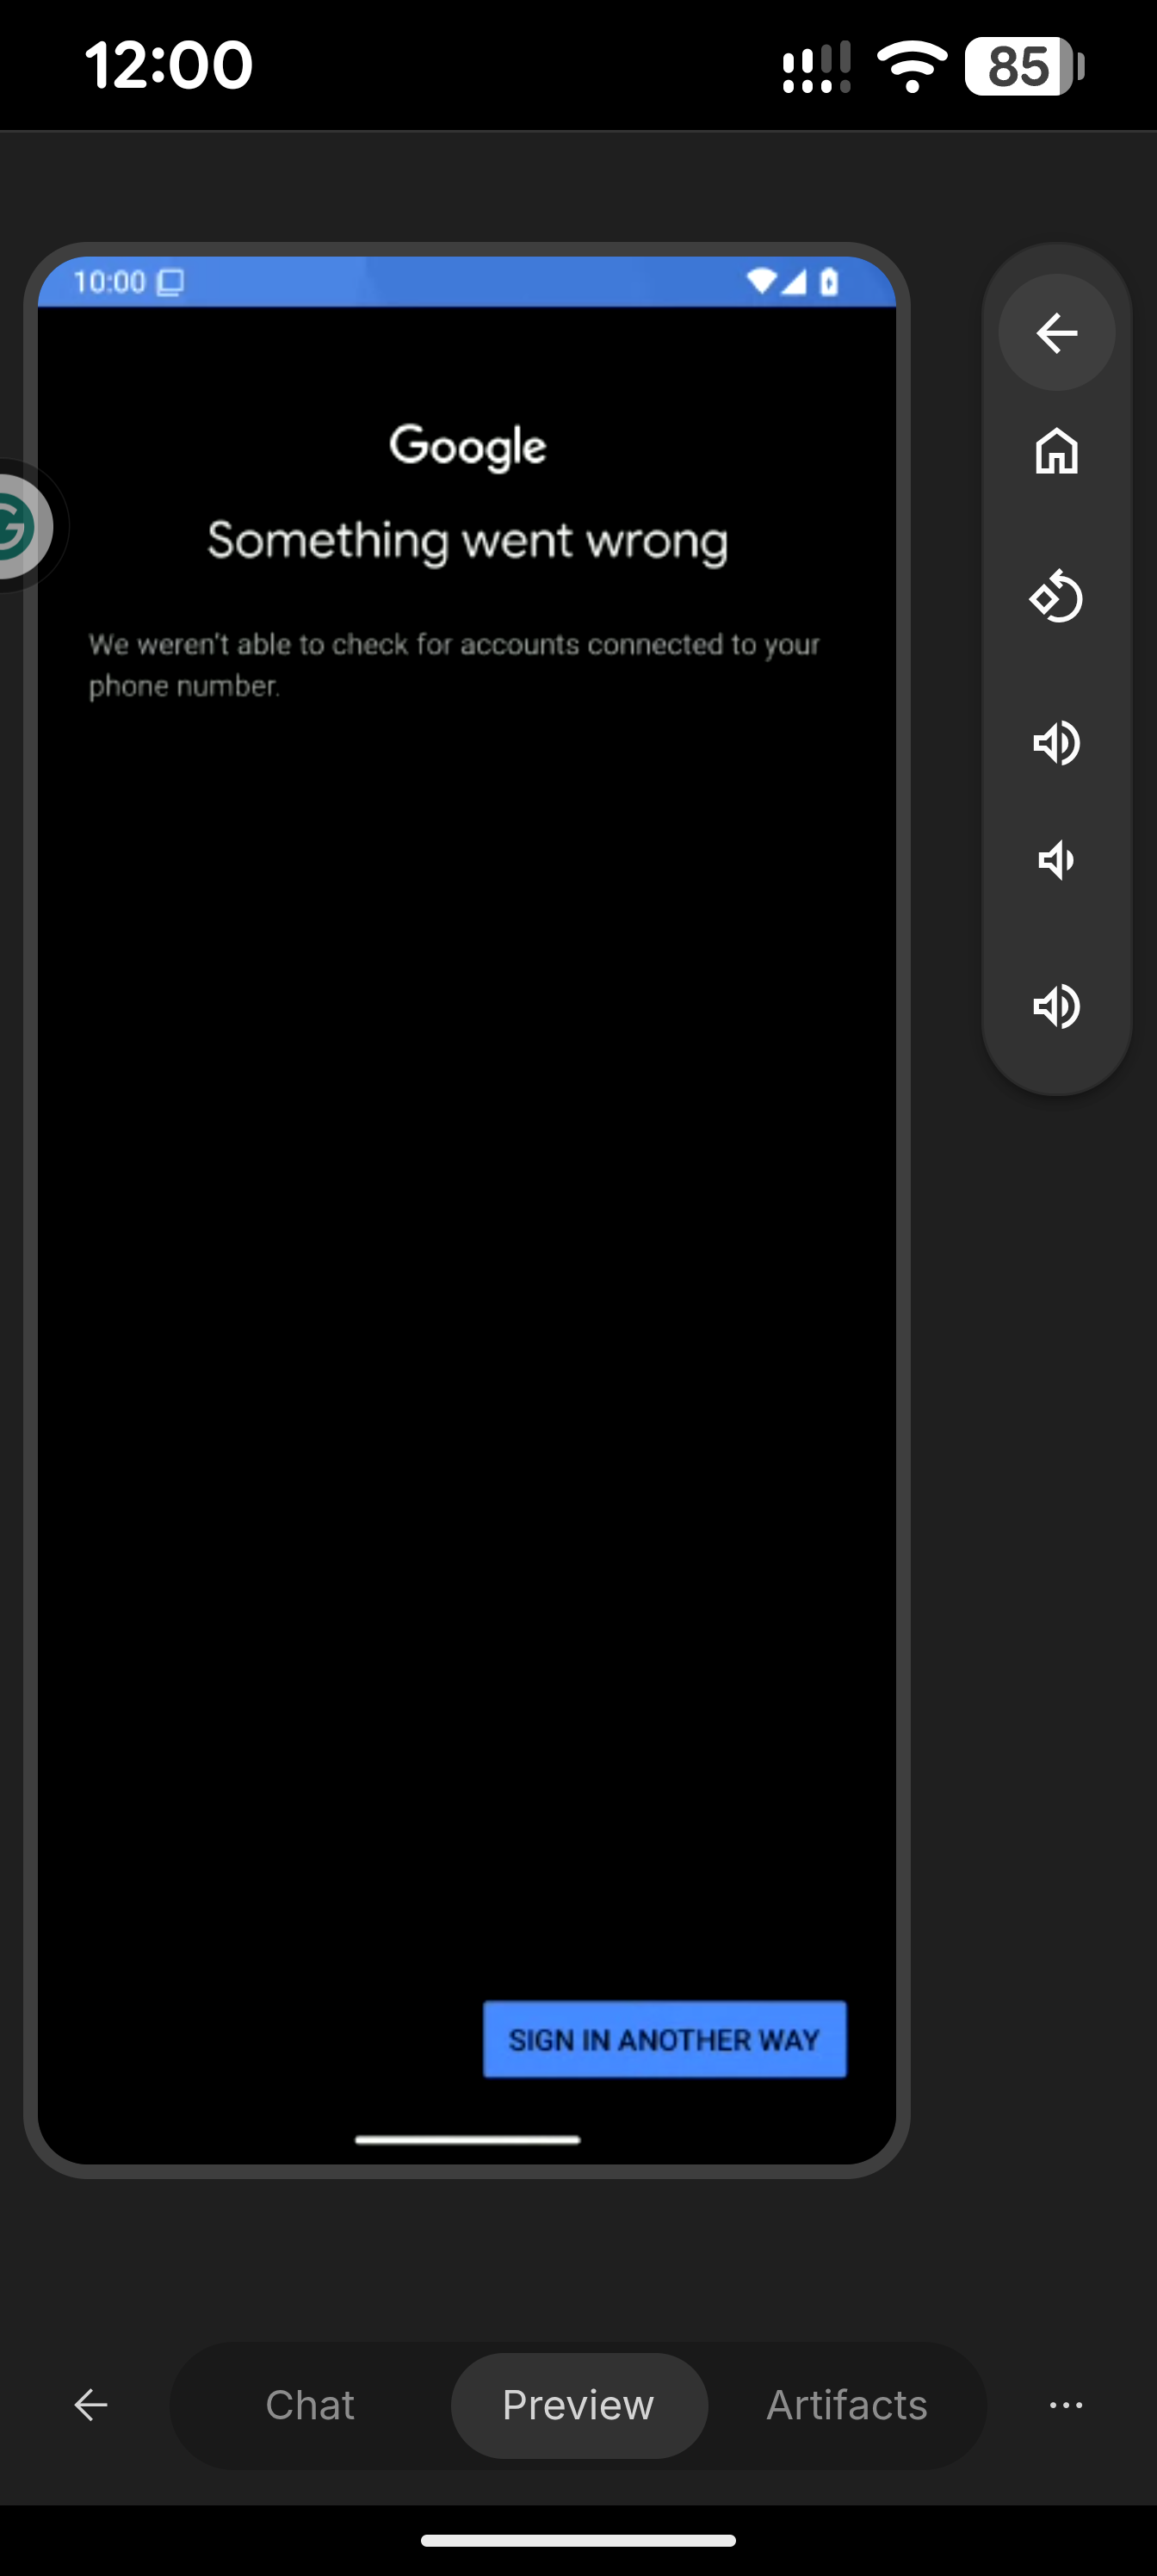 12:00
85
10:00
Google
Something went wrong
We weren't able to check for accounts connected to your
phone number.
SIGN IN ANOTHER WAY
Chat
Preview
Artifacts